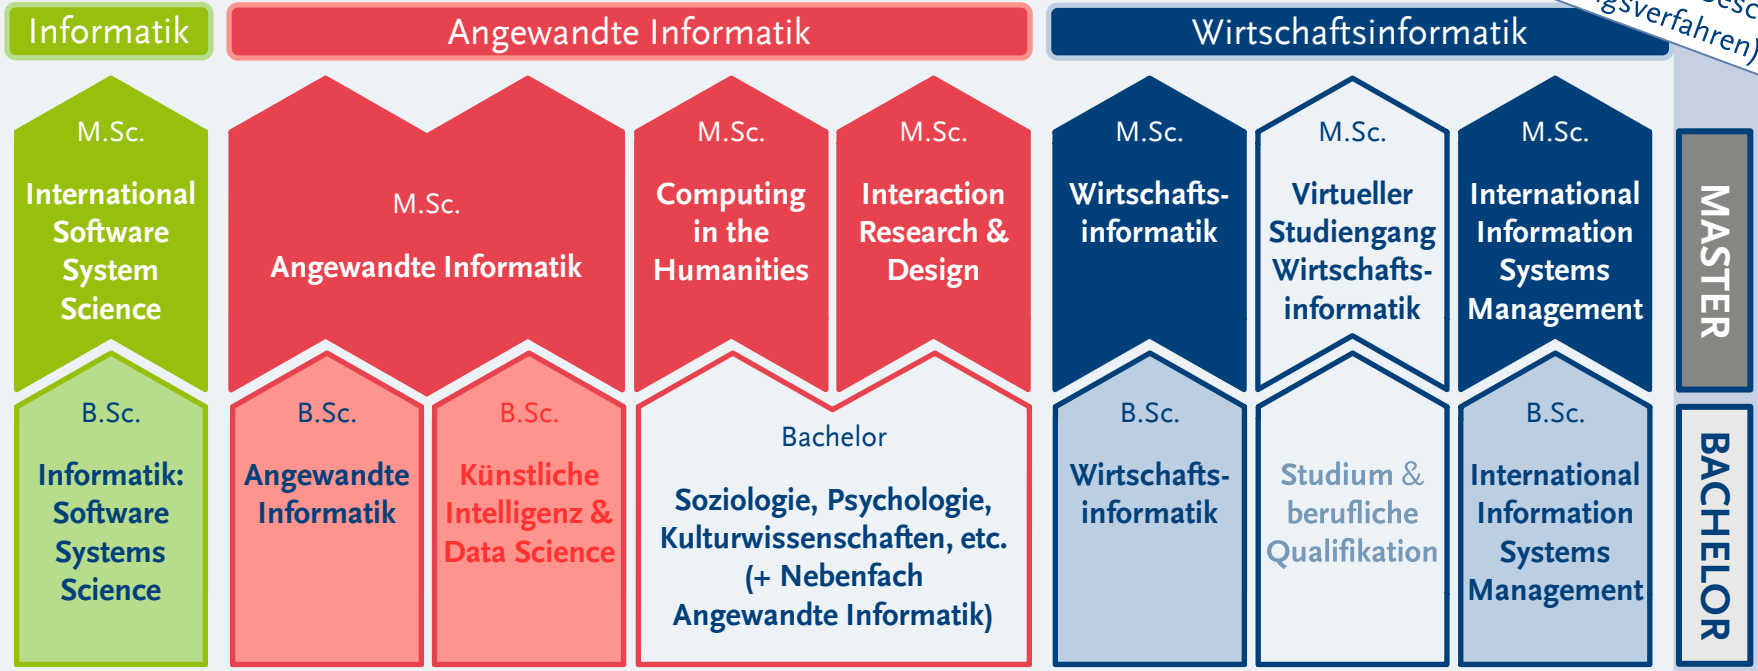 Informatik
Angewandte Informatik
Wirtschaftsinformatik
M.Sc.
International
Software
System
Science
M.Sc.
Angewandte Informatik
M.Sc.
Computing
in the
Humanities
M.Sc.
Interaction
Research &
Design
M.Sc.
Wirtschafts-
informatik
M.Sc.
Virtueller
Studiengang
Wirtschafts-
informatik
M.Sc.
International
Information
Systems
Management
MASTER
B.Sc.
Informatik:
Software
Systems
Science
B.Sc.
Angewandte
Informatik
B.Sc.
Künstliche
Intelligenz &
Data Science
Bachelor
Soziologie, Psychologie,
Kulturwissenschaften, etc.
(+ Nebenfach
Angewandte Informatik)
B.Sc.
Wirtschafts-
informatik
Studium &
berufliche
Qualifikation
B.Sc.
International
Information
Systems
Management
BACHELOR